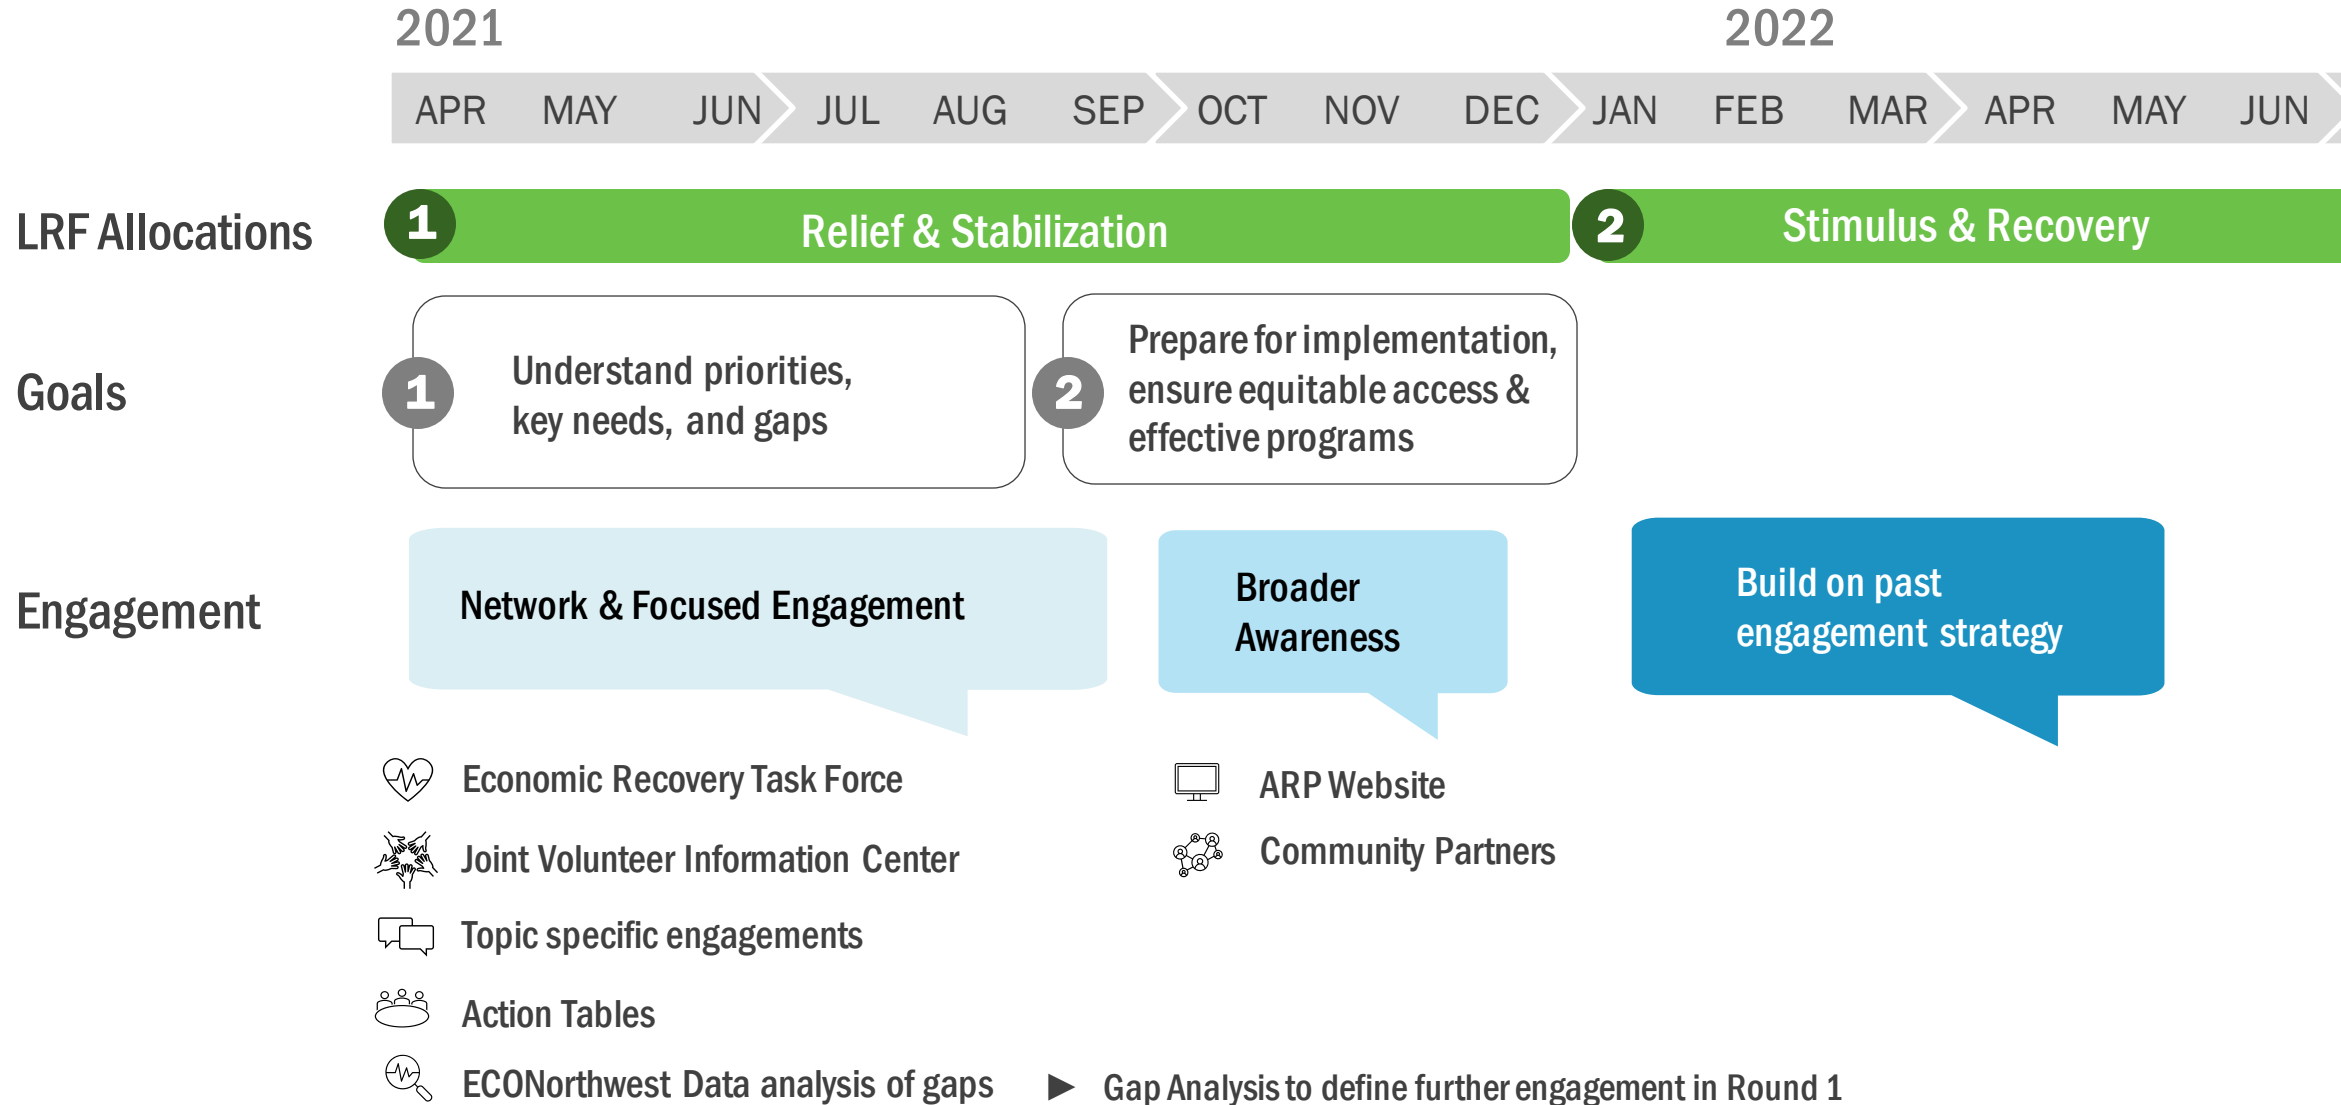 2021
2022
APR MAY JUN JUL AUG SEP OCT NOV DEC JAN FEB MAR APR MAY JUN
LRF Allocations
1
Relief & Stabilization
2
Stimulus & Recovery
Goals
1
Understand priorities,
key needs, and gaps
2
Prepare for implementation,
ensure equitable access &
effective programs
Engagement
Network & Focused Engagement
Broader
Awareness
Build on past
engagement strategy
Economic Recovery Task Force
Joint Volunteer Information Center
Topic specific engagements
Action Tables
ECONorthwest Data analysis of gaps
ARP Website
Community Partners
► Gap Analysis to define further engagement in Round 1